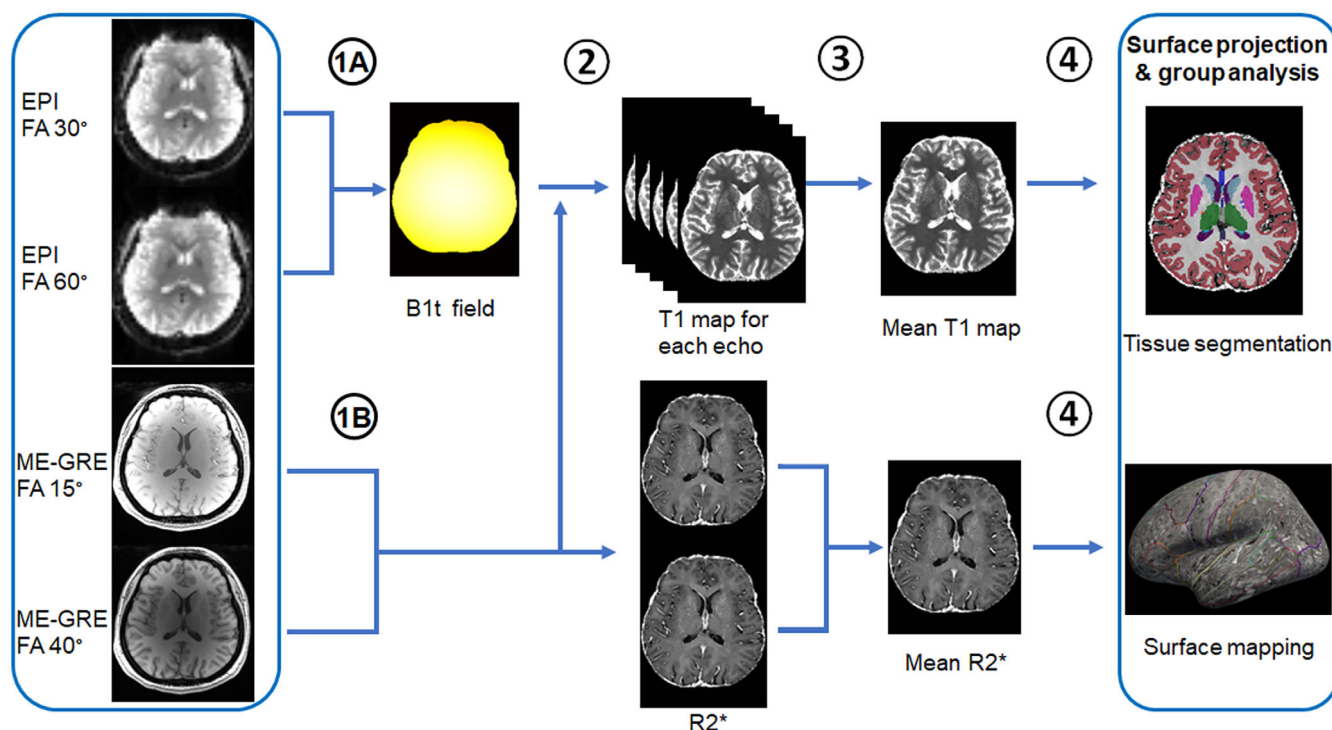 EPI
FA 30°
EPI
FA 60°
ME-GRE
FA 15°
ME-GRE
FA 40°
1A
1B
B1t field
2
T1 map for
each echo
R2*
3
Mean T1 map
Mean R2*
4
4
Surface projection
& group analysis
Tissue segmentation
Surface mapping